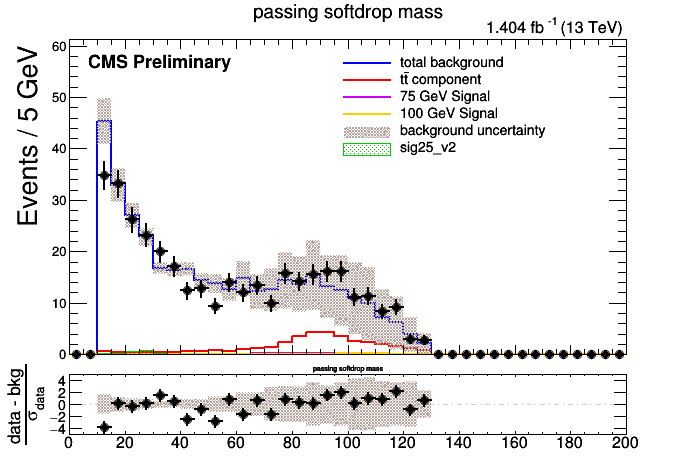 passing softdrop mass
1.404 fb -1 (13 TeV)
CMS Preliminary
total background
tt̄ component
75 GeV Signal
100 GeV Signal
background uncertainty
sig25_v2
Events / 5 GeV
60
50
40
30
20
10
0
passing softdrop mass
data - bkg
σ data
4
2
0
−2
−4
0 20 40 60 80 100 120 140 160 180 200